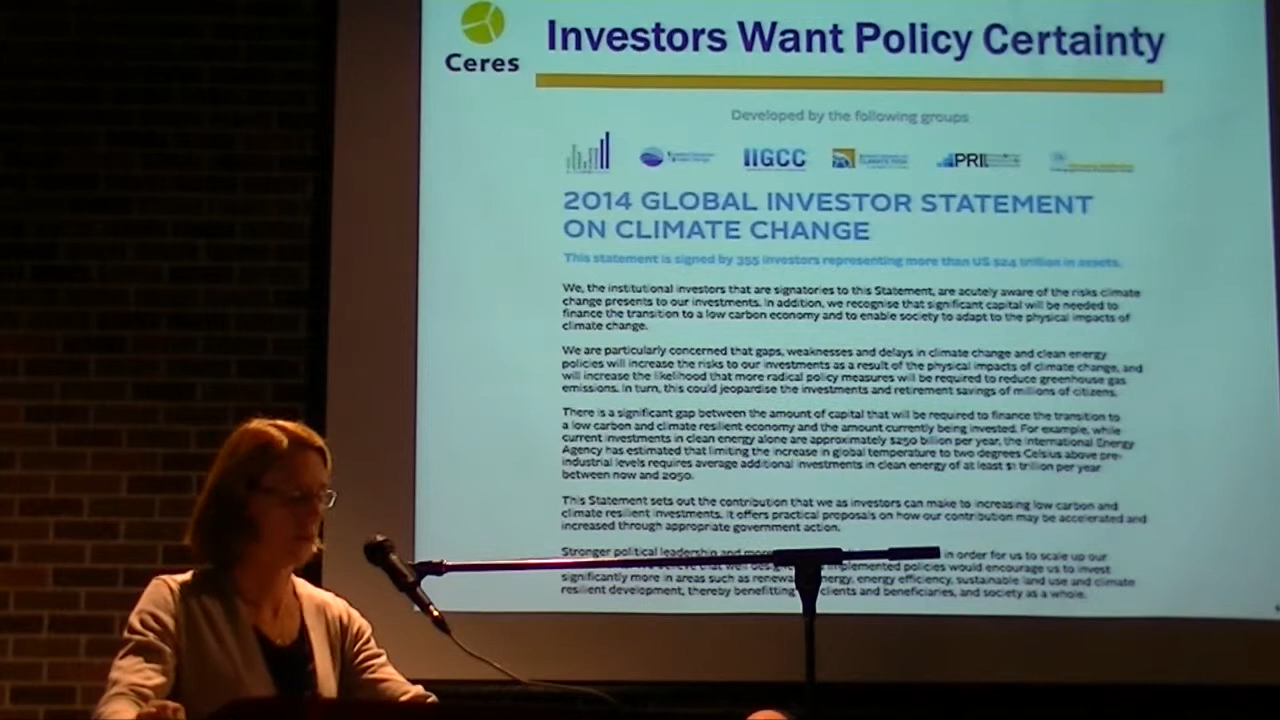 Ceres
Investors Want Policy Certainty
Developed by the following groups
IIGCC
CLIMATE RISK
PRI
2014 GLOBAL INVESTOR STATEMENT
ON CLIMATE CHANGE
This statement is signed by 355 investors representing more than US $24 trillion in assets.
We, the institutional investors that are signatories to this Statement, are acutely aware of the risks climate
change presents to our investments. In addition, we recognise that significant capital will be needed to
finance the transition to a low carbon economy and to enable society to adapt to the physical impacts of
climate change.
We are particularly concerned that gaps, weaknesses and delays in climate change and clean energy
policies will increase the risks to our investments as a result of the physical impacts of climate change, and
will increase the likelihood that more radical policy measures will be required to reduce greenhouse gas
emissions. In turn, this could jeopardise the investments and retirement savings of millions of citizens.
There is a significant gap between the amount of capital that will be required to finance the transition to
a low carbon and climate resilient economy and the amount currently being invested. For example, while
current investments in clean energy alone are approximately $250 billion per year, the International Energy
Agency has estimated that limiting the increase in global temperature to two degrees Celsius above pre-
industrial levels requires average additional investments in clean energy of at least $1 trillion per year
between now and 2050.
This Statement sets out the contribution that we as investors can make to increasing low carbon and
climate resilient investments. It offers practical proposals on how our contribution may be accelerated and
increased through appropriate government action.
Stronger political leadership and more in order for us to scale up our
believe that well implemented policies would encourage us to invest
significantly more in areas such as energy, energy efficiency, sustainable land use and climate
resilient development, thereby benefitting clients and beneficiaries, and society as a whole.